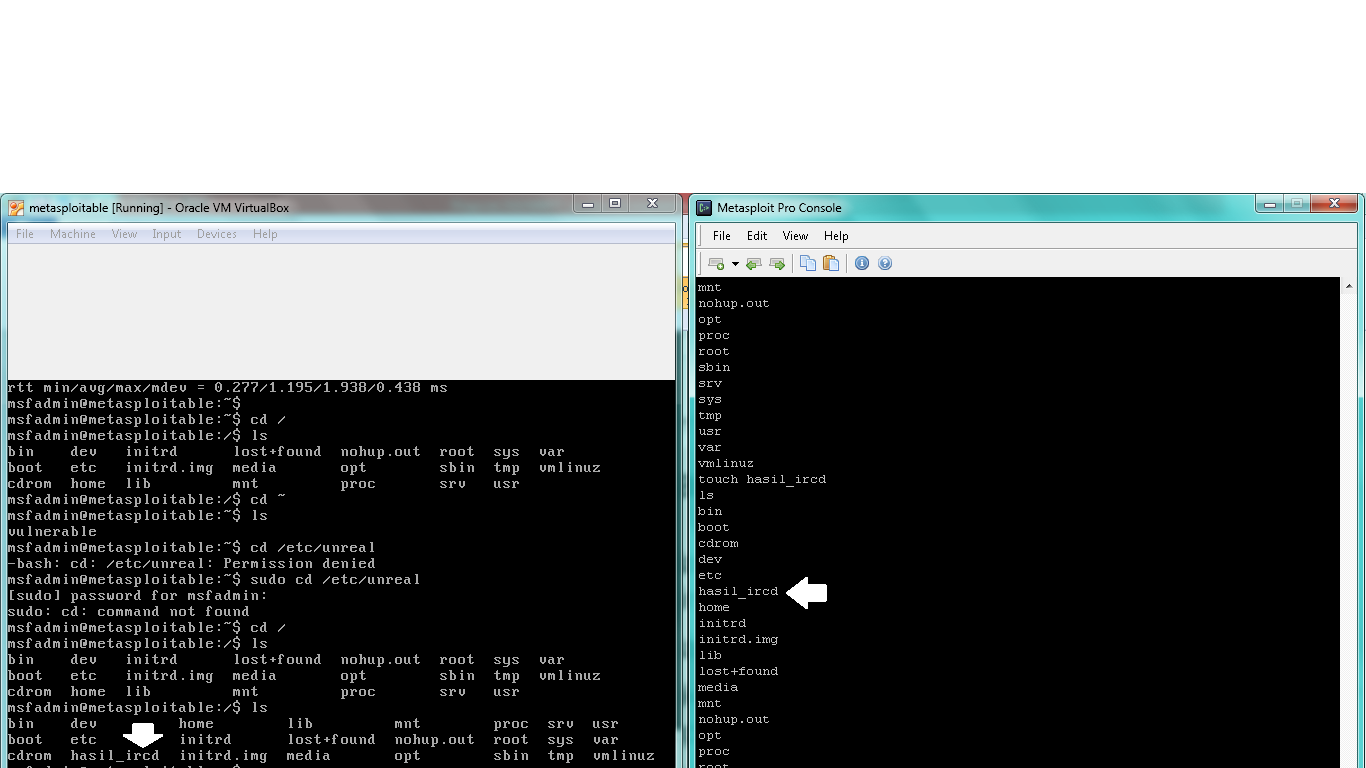 metasploitable [Running] - Oracle VM VirtualBox
File Machine View Input Devices Help
rtt min/avg/max/mdev = 0.277/1.195/1.938/0.438 ms
msfadmin@metasploitable:~$
msfadmin@metasploitable:~$ cd /
msfadmin@metasploitable:/$ ls
bin dev initrd lost+found nohup.out root sys var
boot etc initrd.img media opt sbin tmp vmlinuz
cdrom home lib mnt proc srv usr
msfadmin@metasploitable:/$ cd ~
msfadmin@metasploitable:~$ ls
vulnerable
msfadmin@metasploitable:~$ cd /etc/unreal
-bash: cd: /etc/unreal: Permission denied
msfadmin@metasploitable:~$ sudo cd /etc/unreal
[sudo] password for msfadmin:
sudo: cd: command not found
msfadmin@metasploitable:~$ cd /
msfadmin@metasploitable:/$ ls
bin dev initrd lost+found nohup.out root sys var
boot etc initrd.img media opt sbin tmp vmlinuz
cdrom home lib mnt proc srv usr
msfadmin@metasploitable:/$ ls
bin dev home lib mnt proc srv usr
boot etc initrd lost+found nohup.out root sys var
cdrom hasil_ircd initrd.img media opt sbin tmp vmlinuz
Metasploit Pro Console
File Edit View Help
mnt
nohup.out
opt
proc
root
sbin
srv
sys
tmp
usr
var
vmlinuz
touch hasil_ircd
ls
bin
boot
cdrom
dev
etc
hasil_ircd
home
initrd
initrd.img
lib
lost+found
media
mnt
nohup.out
opt
proc
root